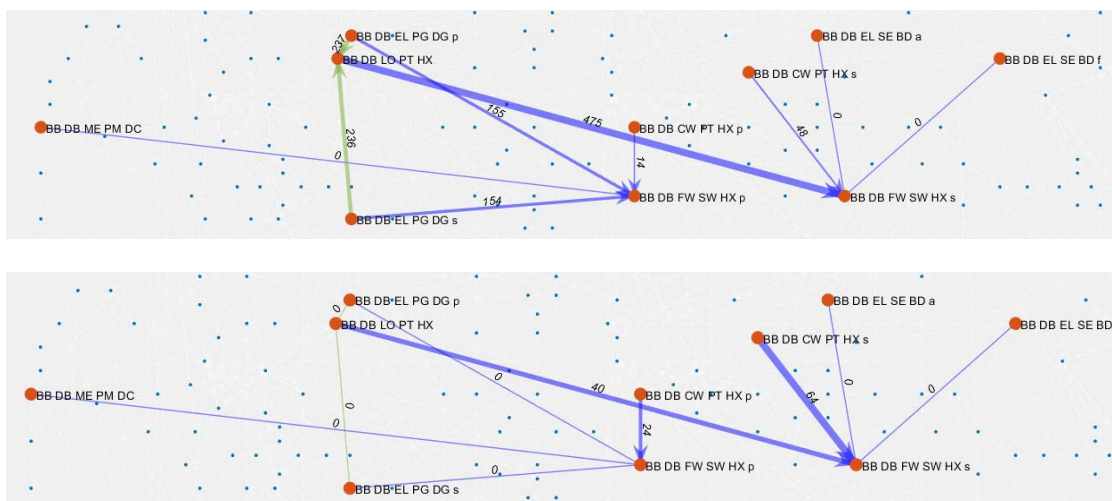 BB DB EL PG DG p
BB DB EL SE BD a
237
BB DB LO PT HX
BB DB EL SE BD f
BB DB CW PT HX s
155
475
0
48
0
BB DB ME PM DC
BB DB CW PT HX p
236
0
14
BB DB FW SW HX p
BB DB FW SW HX s
154
BB DB EL PG DG s
BB DB EL PG DG p
BB DB EL SE BD a
0
BB DB LO PT HX
BB DB EL SE BD
BB DB CW PT HX s
0
40
0
0
64
BB DB ME PM DC
BB DB CW PT HX p
0
0
24
0
BB DB FW SW HX p
BB DB FW SW HX s
BB DB EL PG DG s